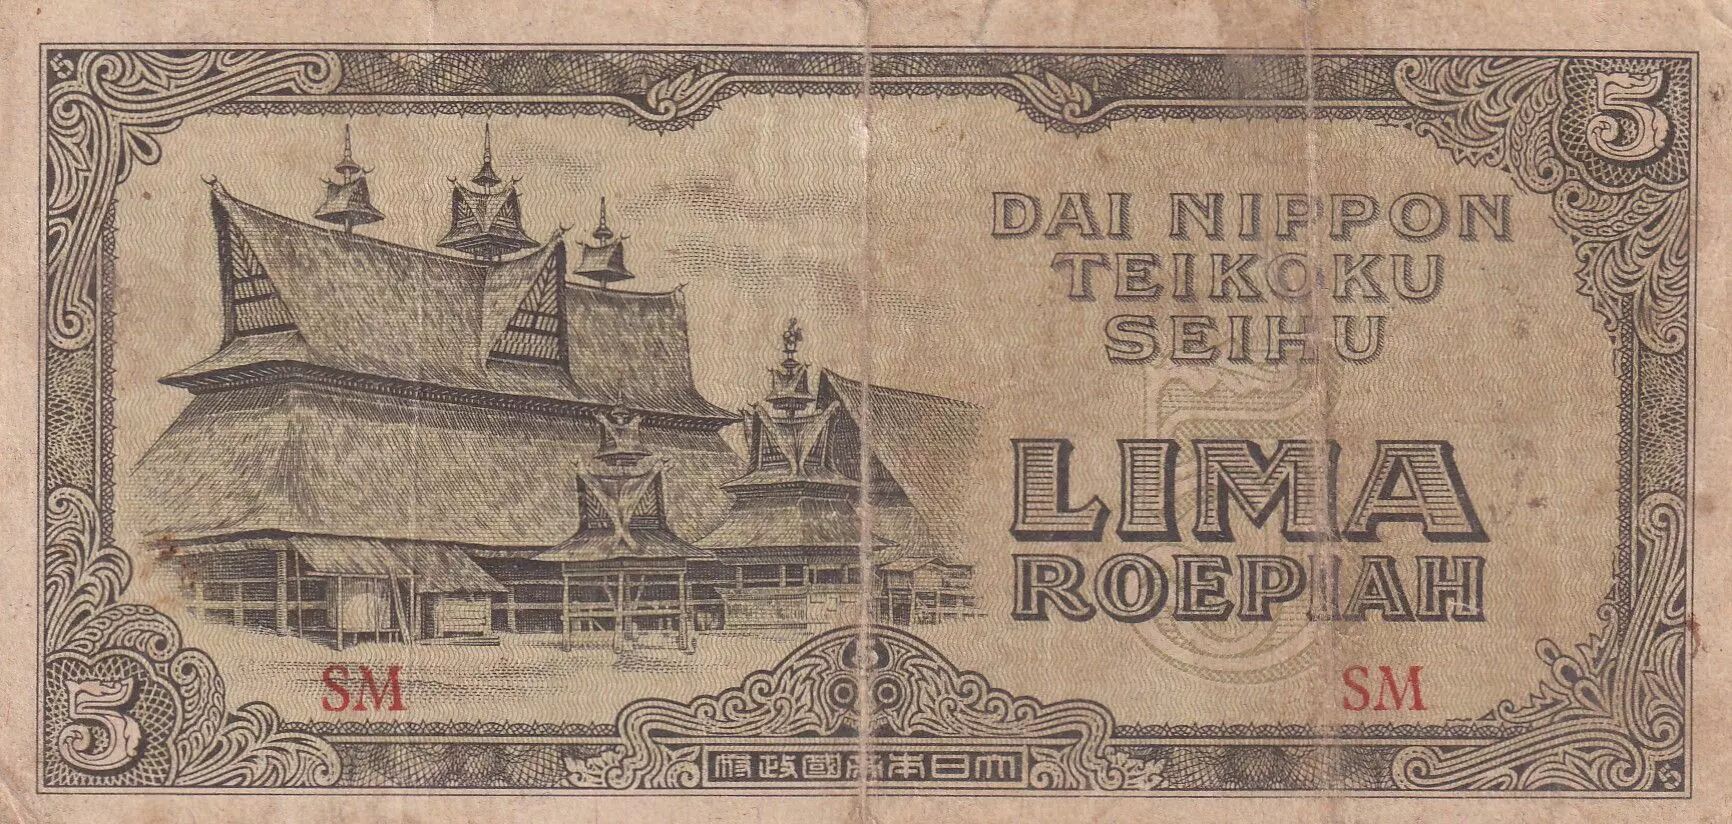 5
5
DAI NIPPON
TEIKOKU
SEIHU
LIMA
ROEPIAH
SM
SM
5
府政國帝本日大
5